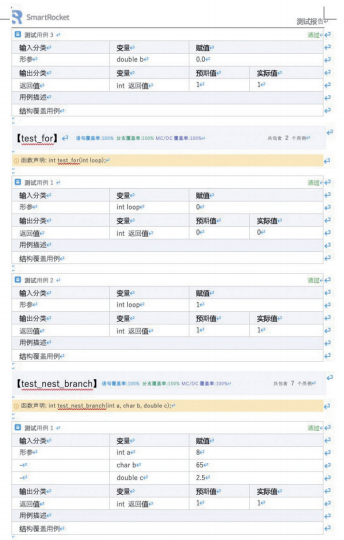 SmartRocket
测试报告
测试用例 3 通过
输入分类 变量 赋值
形参 double b 0.0
输出分类 变量 预期值 实际值
返回值 int 返回值 1 1
用例描述
结构覆盖用例
【test_for】 语句覆盖率:100% 分支覆盖率:100% MC/DC 覆盖率:100% 共包含 2 个用例
函数声明: int test_for(int loop);
测试用例 1 通过
输入分类 变量 赋值
形参 int loop 0
输出分类 变量 预期值 实际值
返回值 int 返回值 0 0
用例描述
结构覆盖用例
测试用例 2 通过
输入分类 变量 赋值
形参 int loop 1
输出分类 变量 预期值 实际值
返回值 int 返回值 1 1
用例描述
结构覆盖用例
【test_nest_branch】 语句覆盖率:100% 分支覆盖率:100% MC/DC 覆盖率:100% 共包含 7 个用例
函数声明: int test_nest_branch(int a, char b, double c);
测试用例 1 通过
输入分类 变量 赋值
形参 int a 8
char b 65
double c 2.5
输出分类 变量 预期值 实际值
返回值 int 返回值 1 1
用例描述
结构覆盖用例